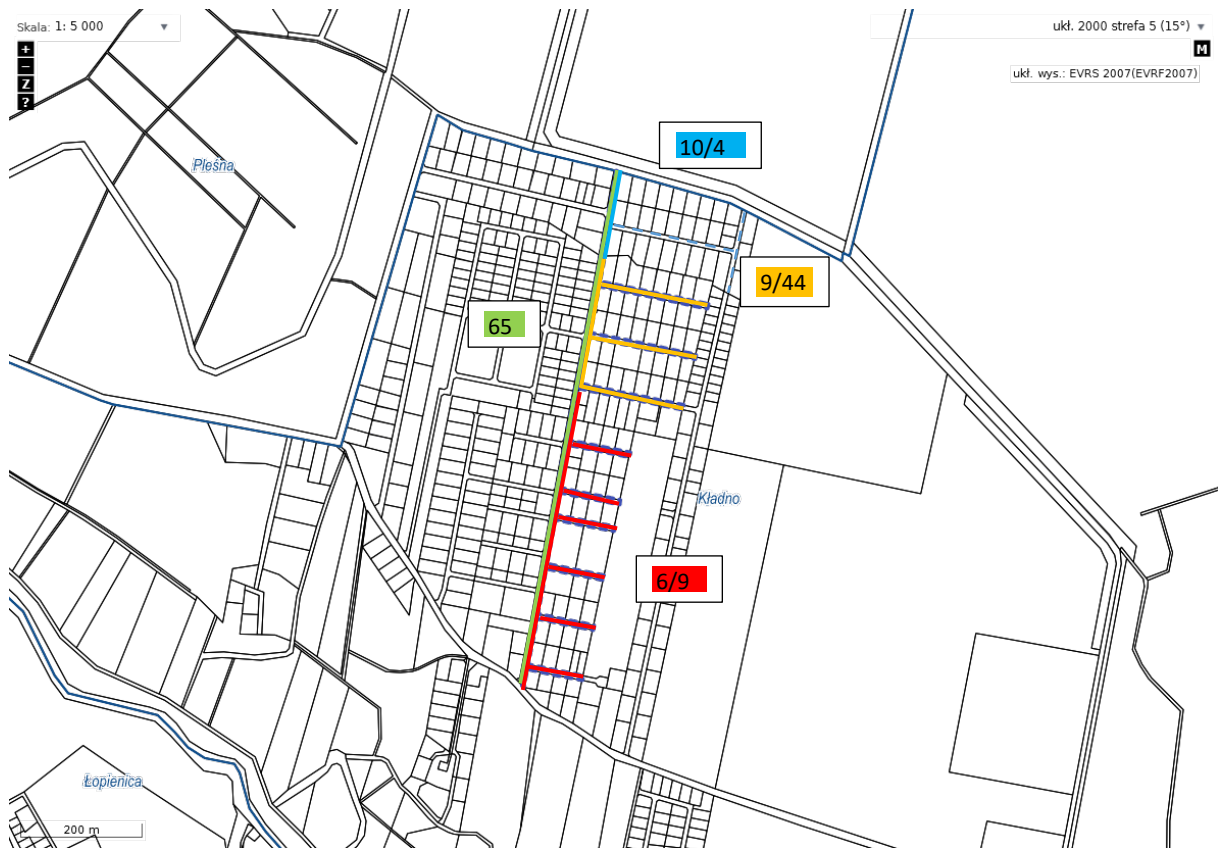 Skala: 1: 5 000
ukł. 2000 strefa 5 (15°)
+
−
Z
?
M
ukł. wys.: EVRS 2007(EVRF2007)
10/4
Pleśna
9/44
65
Kładno
6/9
Łopienica
200 m